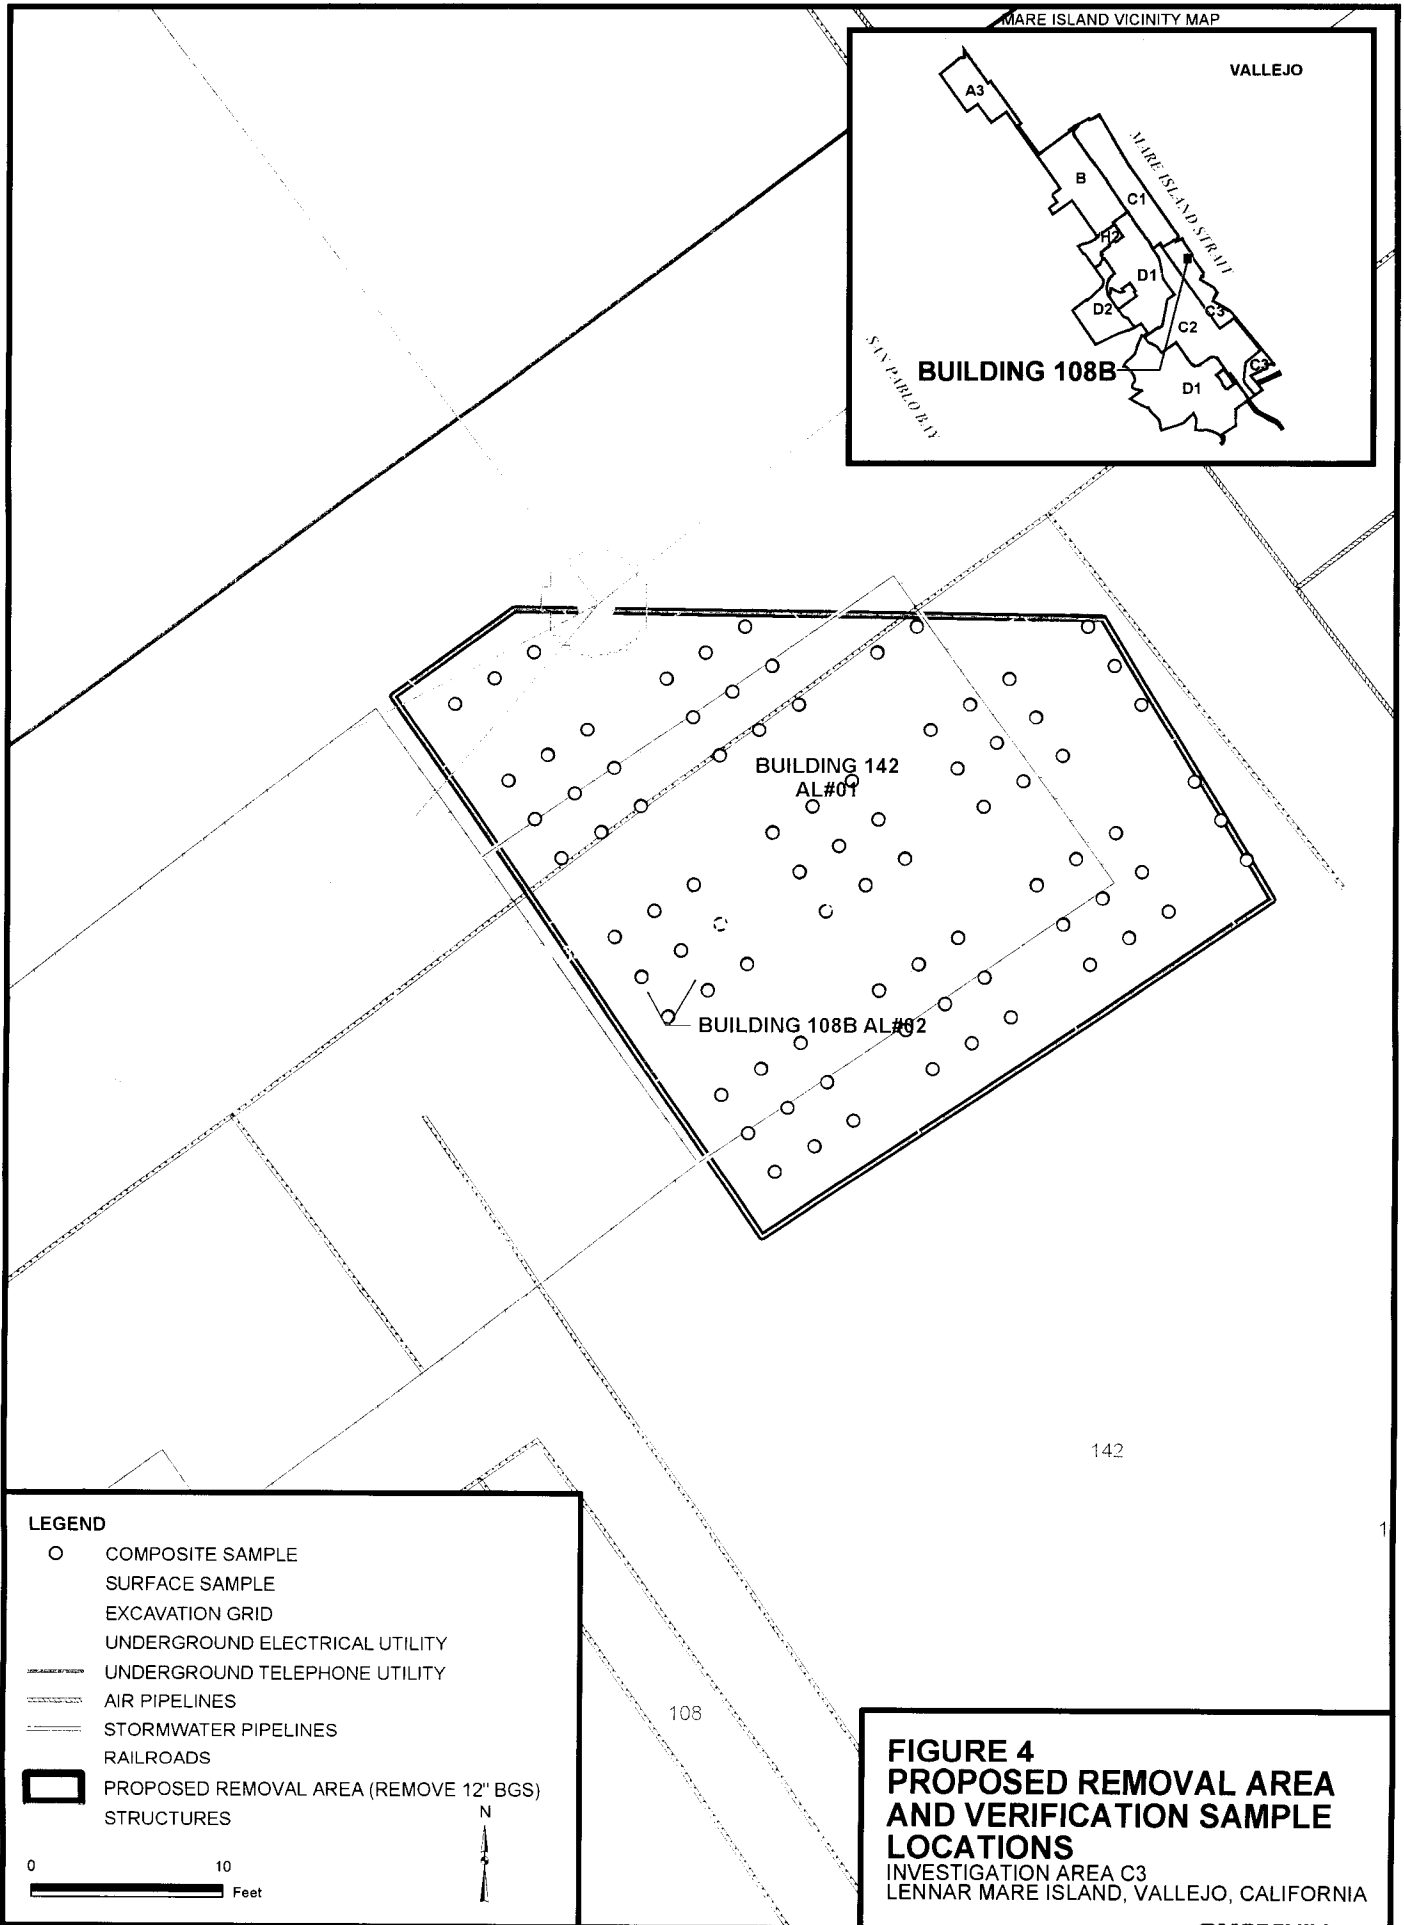 MARE ISLAND VICINITY MAP
VALLEJO
A3
MARE ISLAND STRAIT
B
C1
H2
D1
D2
C3
C2
SAN PABLO BAY
BUILDING 108B
C3
D1
BUILDING 142
AL#01
BUILDING 108B AL#02
142
1
108
LEGEND
COMPOSITE SAMPLE
SURFACE SAMPLE
EXCAVATION GRID
UNDERGROUND ELECTRICAL UTILITY
UNDERGROUND TELEPHONE UTILITY
AIR PIPELINES
STORMWATER PIPELINES
RAILROADS
PROPOSED REMOVAL AREA (REMOVE 12" BGS)
STRUCTURES
N
0 10
Feet
FIGURE 4
PROPOSED REMOVAL AREA
AND VERIFICATION SAMPLE
LOCATIONS
INVESTIGATION AREA C3
LENNAR MARE ISLAND, VALLEJO, CALIFORNIA